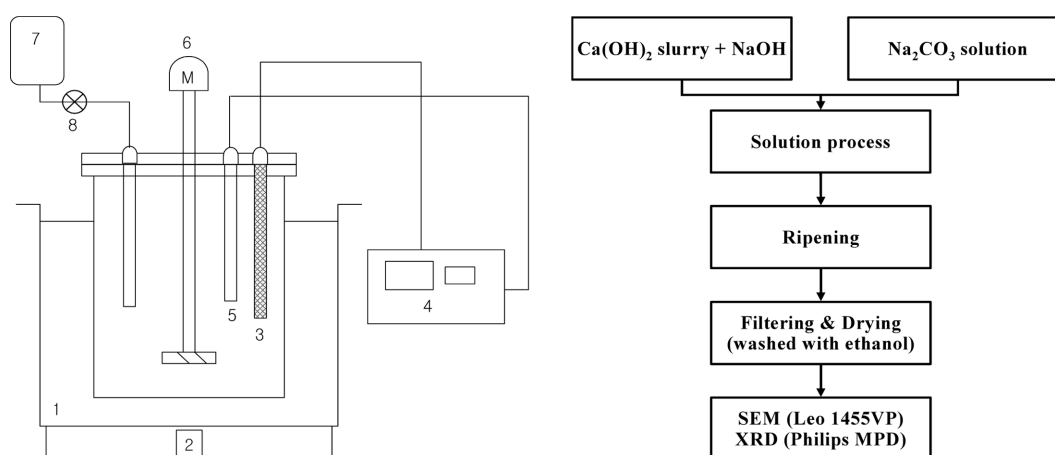 7
8
6
M
5
3
4
1
2
Ca(OH)₂ slurry + NaOH
Na₂CO₃ solution
Solution process
Ripening
Filtering & Drying
(washed with ethanol)
SEM (Leo 1455VP)
XRD (Philips MPD)